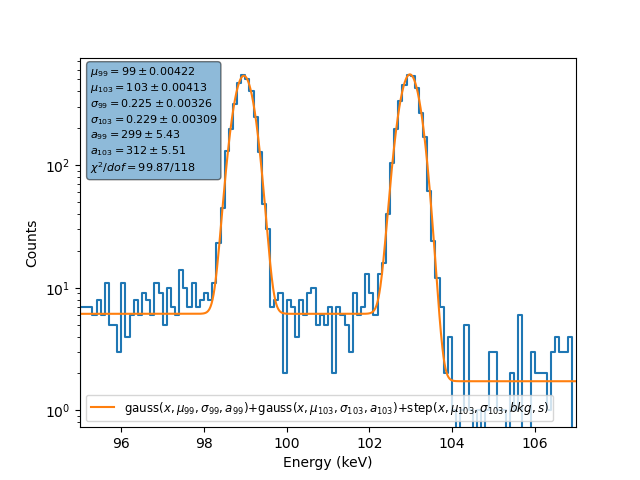 μ₉₉ = 99 ± 0.00422
μ₁₀₃ = 103 ± 0.00413
σ₉₉ = 0.225 ± 0.00326
σ₁₀₃ = 0.229 ± 0.00309
a₉₉ = 299 ± 5.43
a₁₀₃ = 312 ± 5.51
χ²/dof = 99.87/118
10²
10¹
10⁰
Counts
gauss(x, μ₉₉, σ₉₉, a₉₉)+gauss(x, μ₁₀₃, σ₁₀₃, a₁₀₃)+step(x, μ₁₀₃, σ₁₀₃, bkg, s)
96 98 100 102 104 106
Energy (keV)